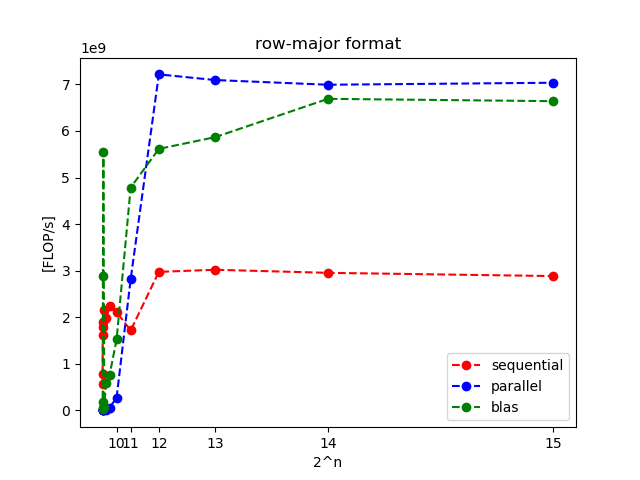 row-major format
1e9
7
6
5
4
3
2
1
0
[FLOP/s]
10 11 12 13 14 15
2^n
sequential
parallel
blas